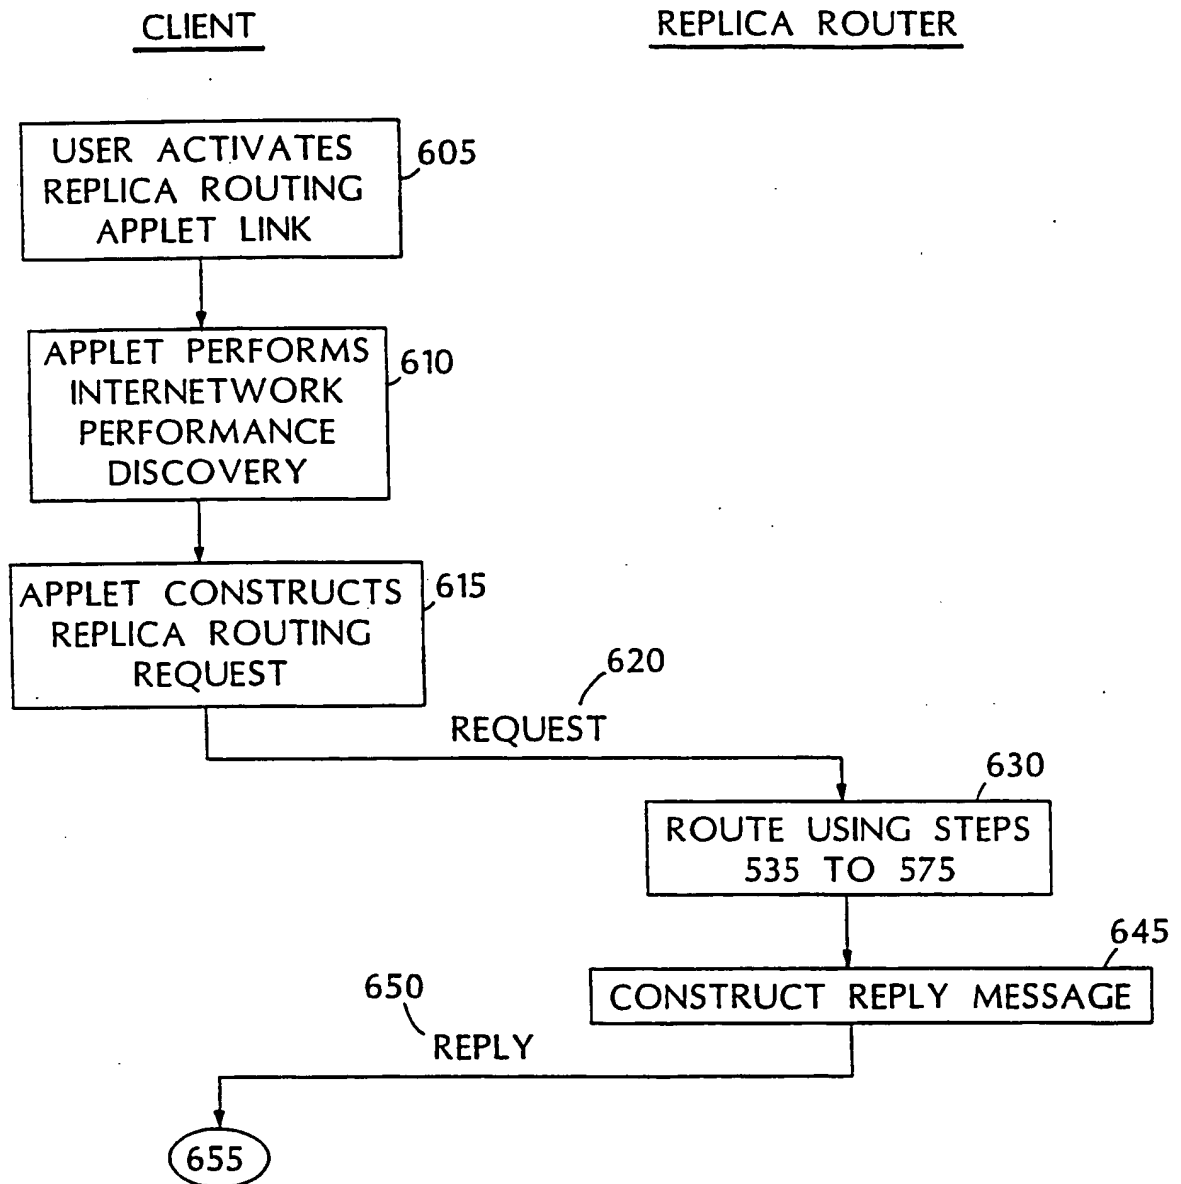 CLIENT
REPLICA ROUTER
USER ACTIVATES
REPLICA ROUTING
APPLET LINK
605
APPLET PERFORMS
INTERNETWORK
PERFORMANCE
DISCOVERY
610
APPLET CONSTRUCTS
REPLICA ROUTING
REQUEST
615
620
REQUEST
630
ROUTE USING STEPS
535 TO 575
645
CONSTRUCT REPLY MESSAGE
650
REPLY
655